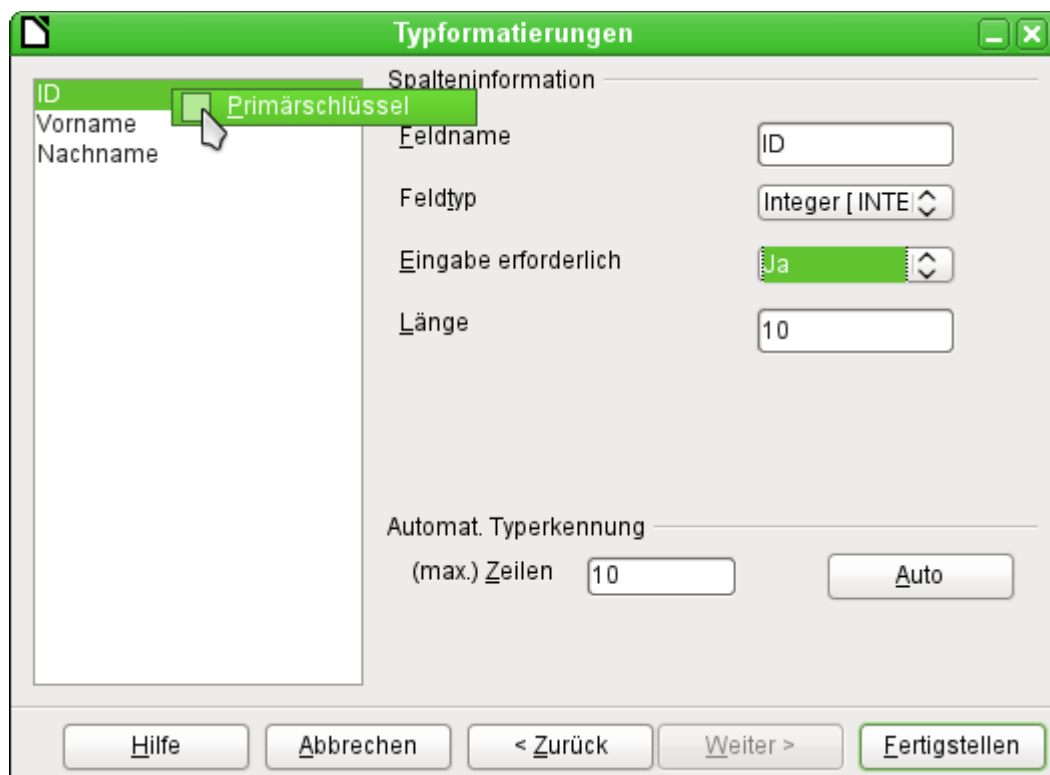 Typformatierungen
ID
Primärschlüssel
Vorname
Nachname
Spalteninformation
Feldname
ID
Feldtyp
Integer [ INTE
Eingabe erforderlich
Ja
Länge
10
Automat. Typerkennung
(max.) Zeilen
10
Auto
Hilfe
Abbrechen
< Zurück
Weiter >
Fertigstellen